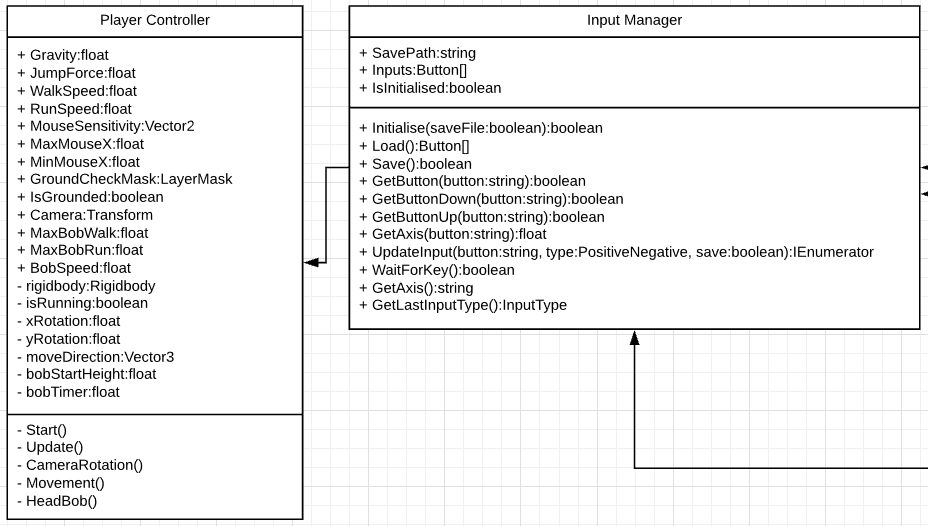 Player Controller
+ Gravity:float
+ JumpForce:float
+ WalkSpeed:float
+ RunSpeed:float
+ MouseSensitivity:Vector2
+ MaxMouseX:float
+ MinMouseX:float
+ GroundCheckMask:LayerMask
+ IsGrounded:boolean
+ Camera:Transform
+ MaxBobWalk:float
+ MaxBobRun:float
+ BobSpeed:float
- rigidbody:Rigidbody
- isRunning:boolean
- xRotation:float
- yRotation:float
- moveDirection:Vector3
- bobStartHeight:float
- bobTimer:float
- Start()
- Update()
- CameraRotation()
- Movement()
- HeadBob()
Input Manager
+ SavePath:string
+ Inputs:Button[]
+ IsInitialised:boolean
+ Initialise(saveFile:boolean):boolean
+ Load():Button[]
+ Save():boolean
+ GetButton(button:string):boolean
+ GetButtonDown(button:string):boolean
+ GetButtonUp(button:string):boolean
+ GetAxis(button:string):float
+ UpdateInput(button:string, type:PositiveNegative, save:boolean):IEnumerator
+ WaitForKey():boolean
+ GetAxis():string
+ GetLastInputType():InputType